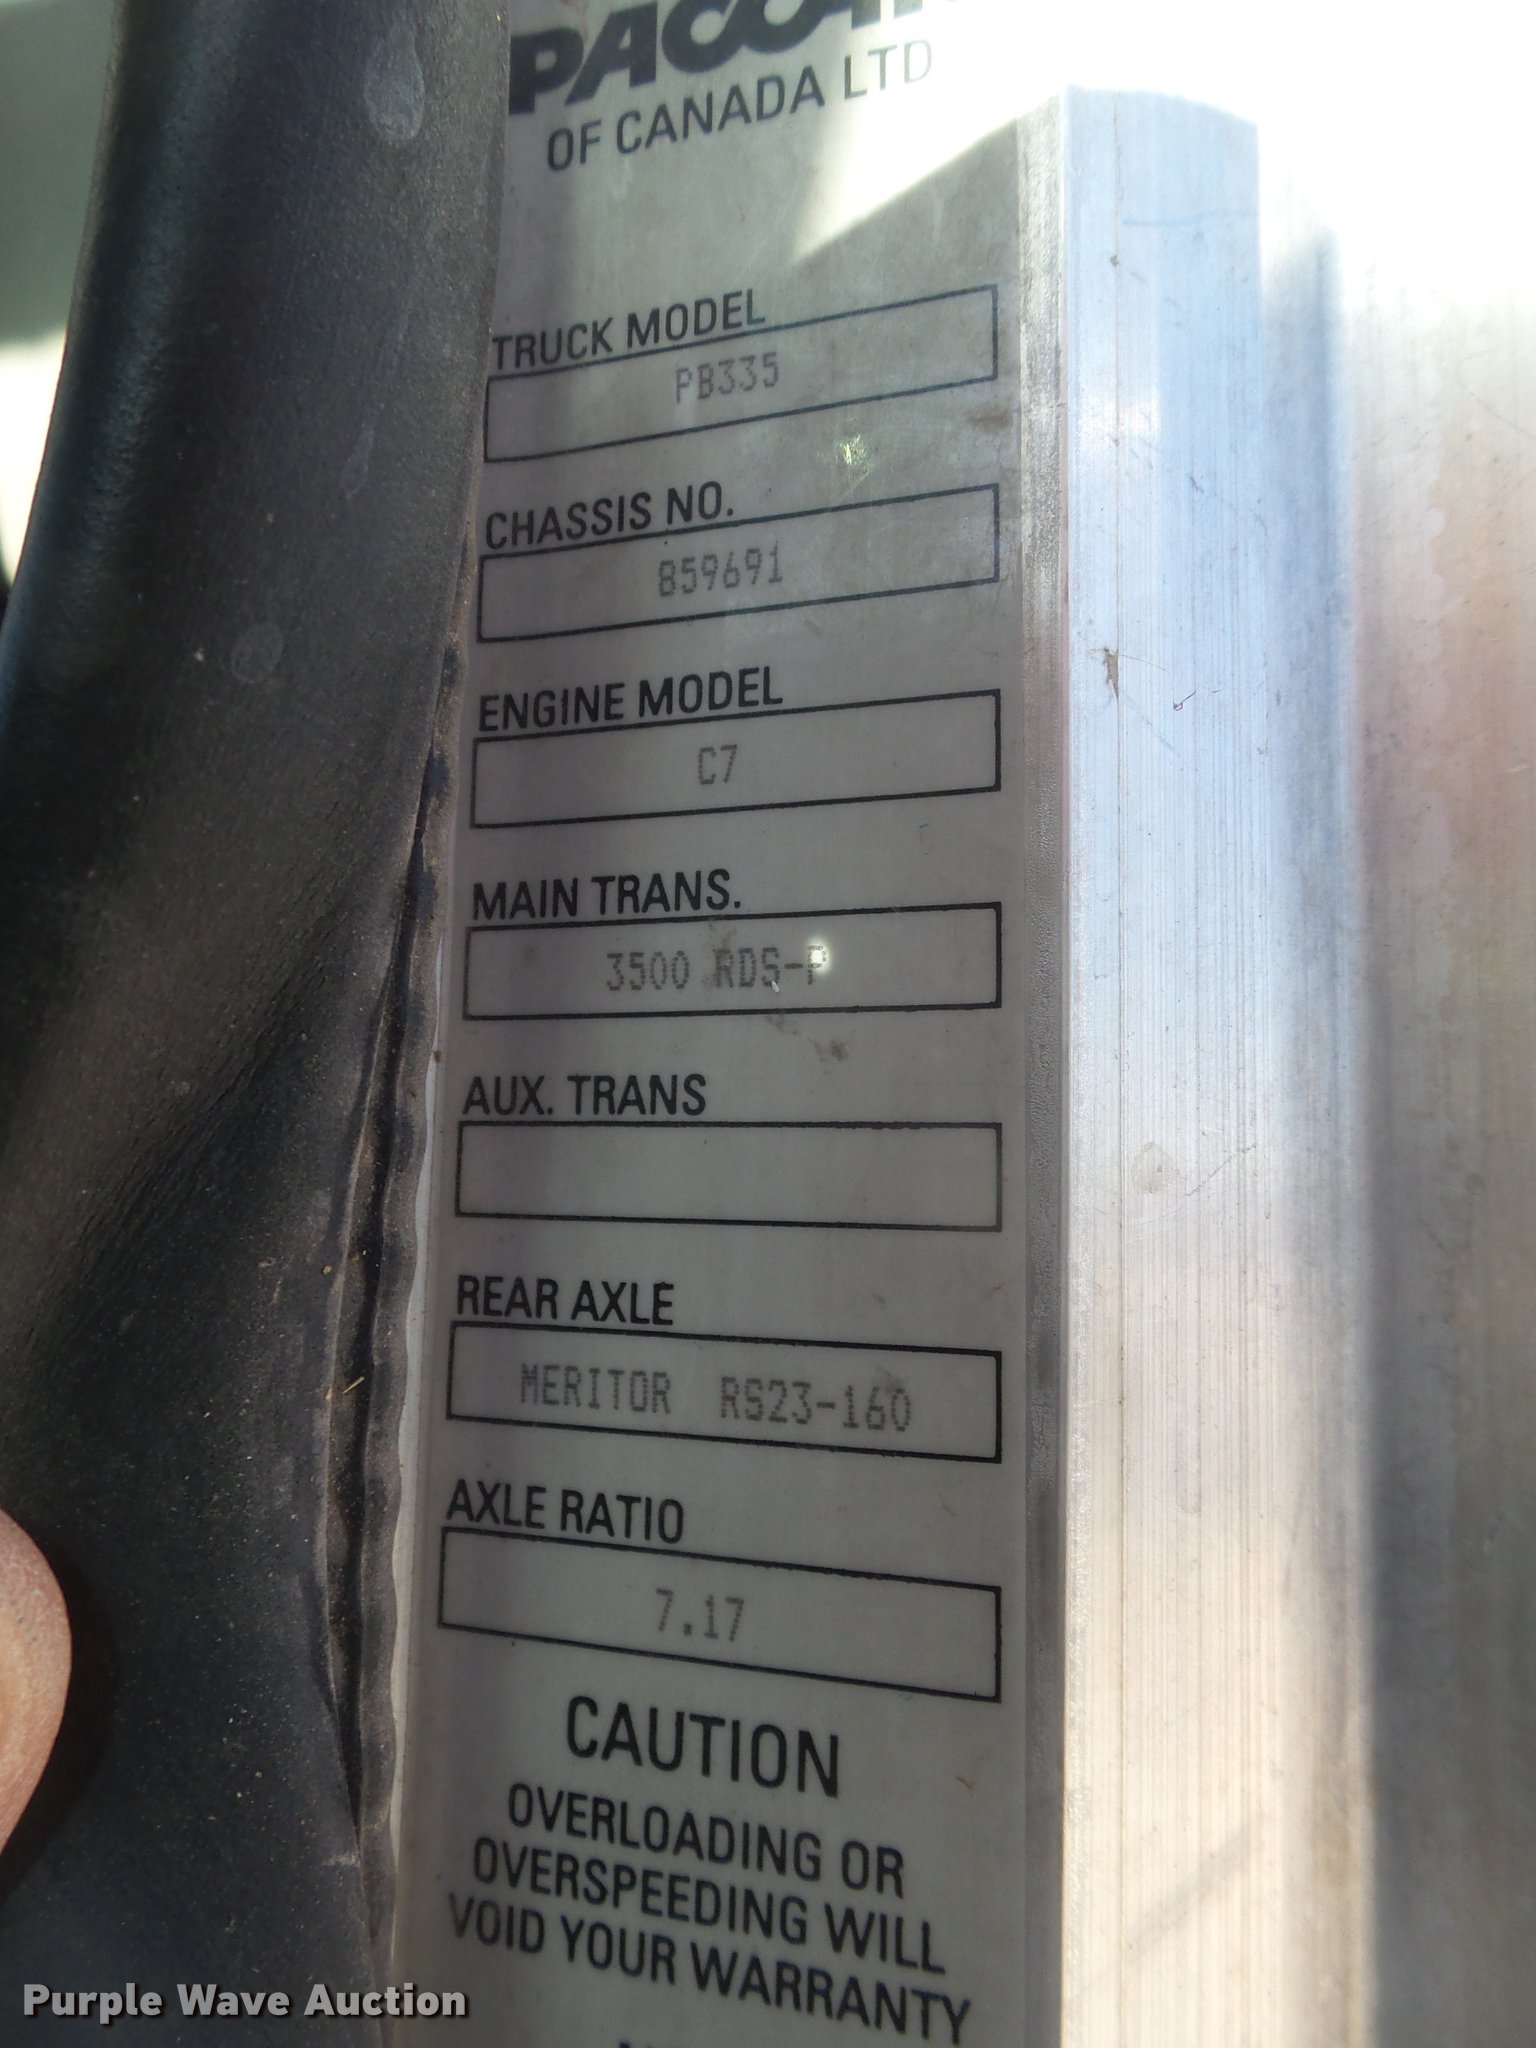 PACCAR
OF CANADA LTD
TRUCK MODEL
PB335
CHASSIS NO.
859691
ENGINE MODEL
C7
MAIN TRANS.
3500 RDS-P
AUX. TRANS
REAR AXLE
MERITOR RS23-160
AXLE RATIO
7.17
CAUTION
OVERLOADING OR
OVERSPEEDING WILL
VOID YOUR WARRANTY
Purple Wave Auction